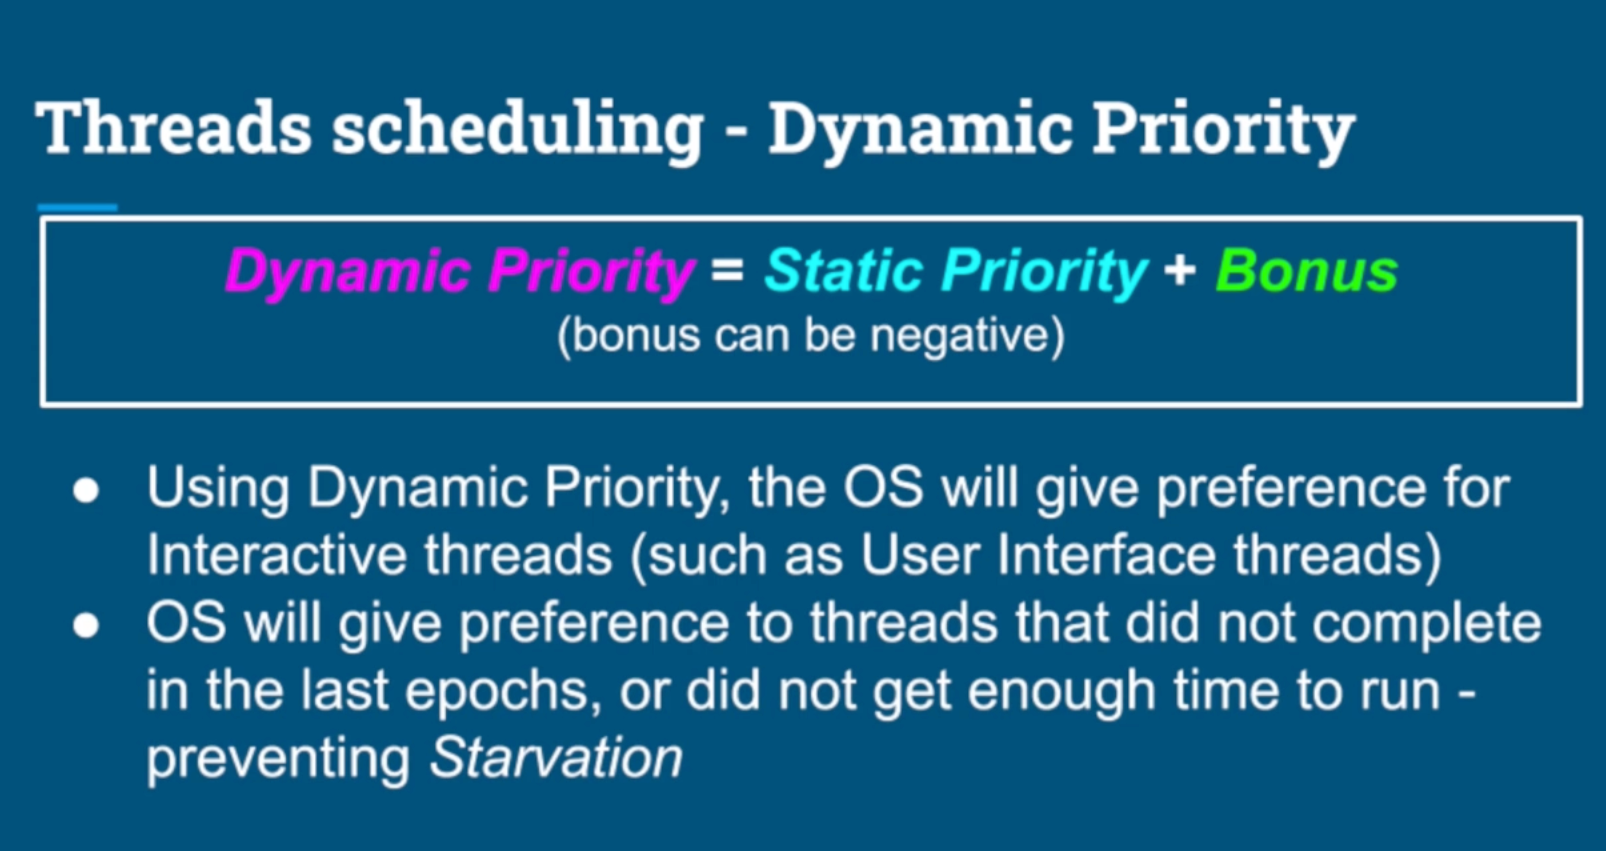 Threads scheduling - Dynamic Priority
Dynamic Priority = Static Priority + Bonus
(bonus can be negative)
● Using Dynamic Priority, the OS will give preference for
Interactive threads (such as User Interface threads)
● OS will give preference to threads that did not complete
in the last epochs, or did not get enough time to run -
preventing Starvation